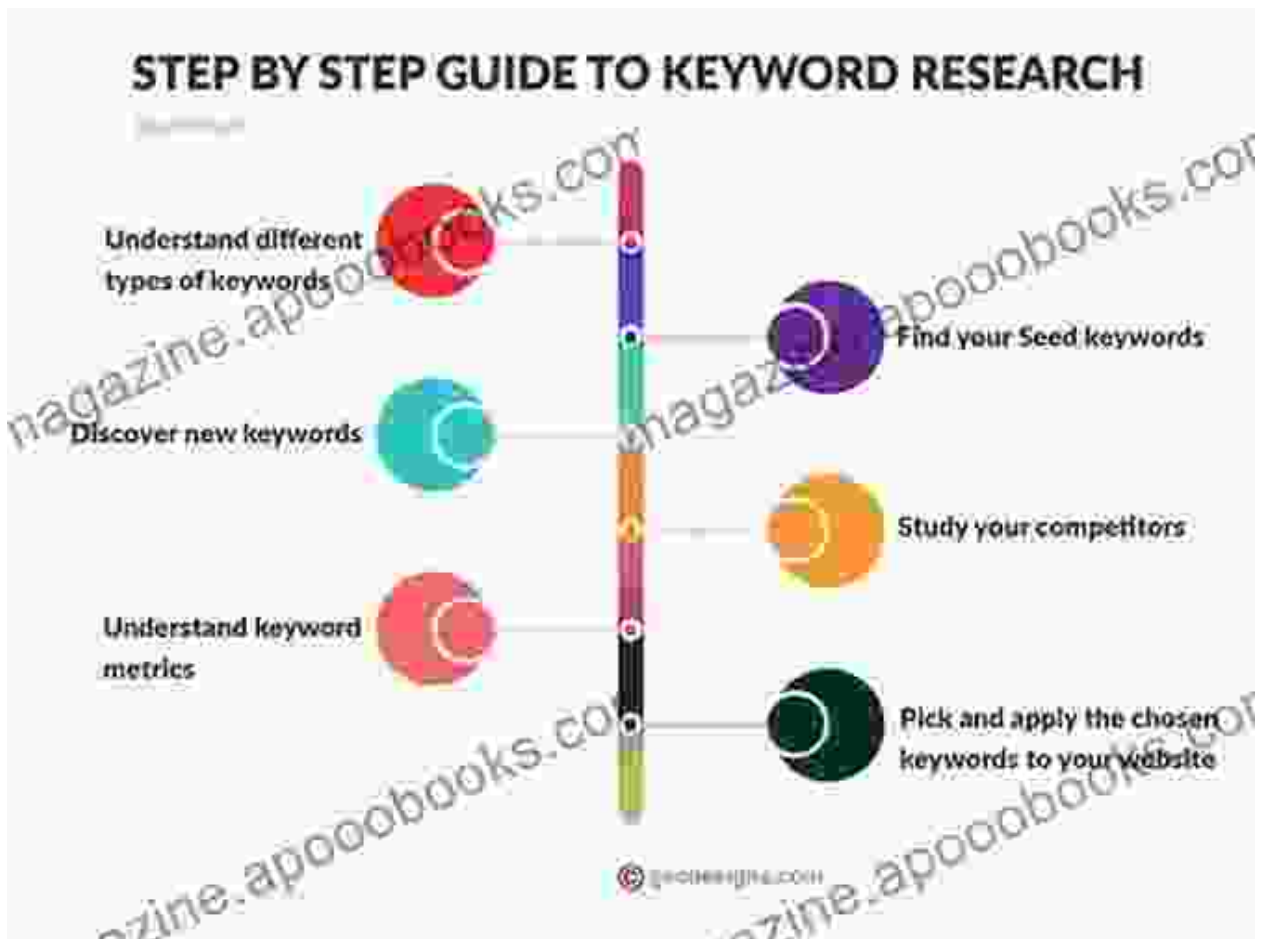 STEP BY STEP GUIDE TO KEYWORD RESEARCH
Understand different
types of keywords
Find your Seed keywords
Discover new keywords
Study your competitors
Understand keyword
metrics
Pick and apply the chosen
keywords to your website
©
magazine.apooobooks.com
magazine.apooobooks.com
zine.apooobooks.com
zine.apooobooks.com